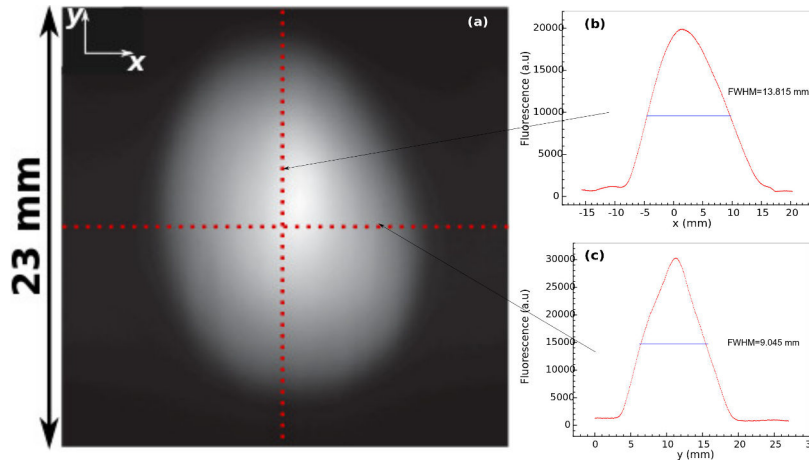 y
x
(a)
23 mm
(b)
20000
15000
10000
5000
0
Fluorescence (a.u)
FWHM=13.815 mm
-15 -10 -5 0 5 10 15 20
x (mm)
(c)
30000
25000
20000
15000
10000
5000
0
Fluorescence (a.u)
FWHM=9.045 mm
0 5 10 15 20 25
y (mm)